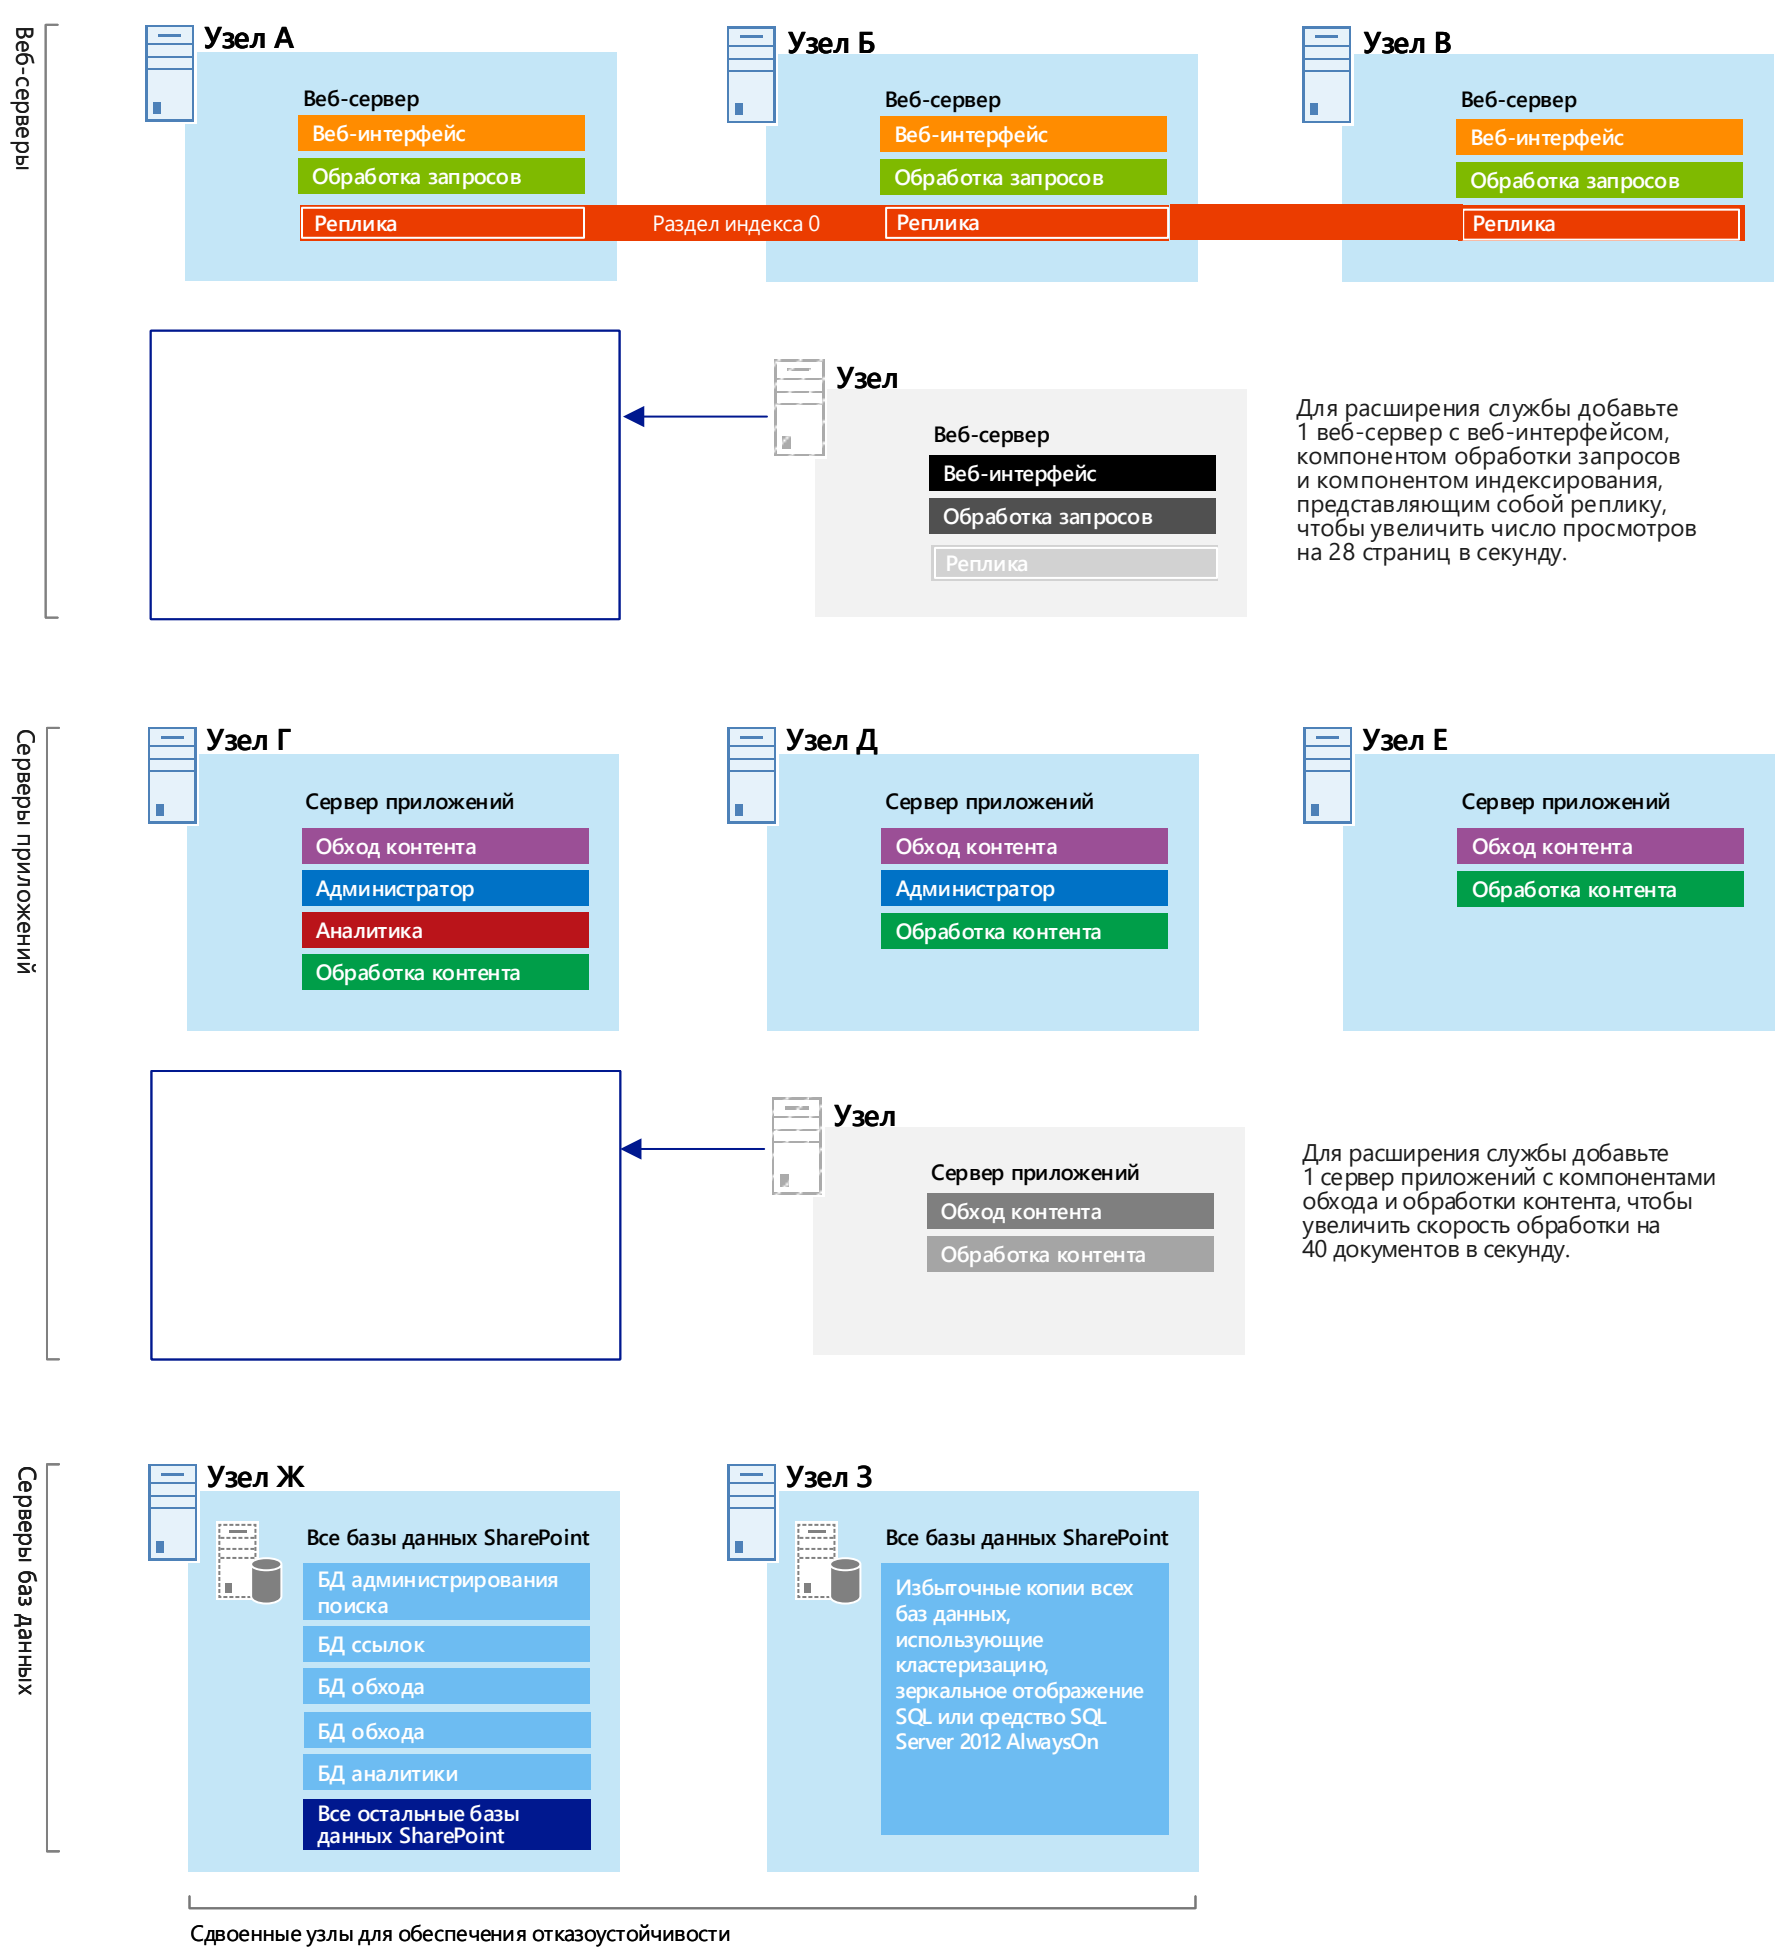 Веб-серверы
Узел А
Веб-сервер
Веб-интерфейс
Обработка запросов
Реплика
Раздел индекса 0
Узел Б
Веб-сервер
Веб-интерфейс
Обработка запросов
Реплика
Узел В
Веб-сервер
Веб-интерфейс
Обработка запросов
Реплика
Узел
Веб-сервер
Веб-интерфейс
Обработка запросов
Реплика
Для расширения службы добавьте
1 веб-сервер с веб-интерфейсом,
компонентом обработки запросов
и компонентом индексирования,
представляющим собой реплику,
чтобы увеличить число просмотров
на 28 страниц в секунду.
Серверы приложений
Узел Г
Сервер приложений
Обход контента
Администратор
Аналитика
Обработка контента
Узел Д
Сервер приложений
Обход контента
Администратор
Обработка контента
Узел Е
Сервер приложений
Обход контента
Обработка контента
Узел
Сервер приложений
Обход контента
Обработка контента
Для расширения службы добавьте
1 сервер приложений с компонентами
обхода и обработки контента, чтобы
увеличить скорость обработки на
40 документов в секунду.
Серверы баз данных
Узел Ж
Все базы данных SharePoint
БД администрирования
поиска
БД ссылок
БД обхода
БД обхода
БД аналитики
Все остальные базы
данных SharePoint
Узел З
Все базы данных SharePoint
Избыточные копии всех
баз данных,
использующие
кластеризацию,
зеркальное отображение
SQL или средство SQL
Server 2012 AlwaysOn
Сдвоенные узлы для обеспечения отказоустойчивости